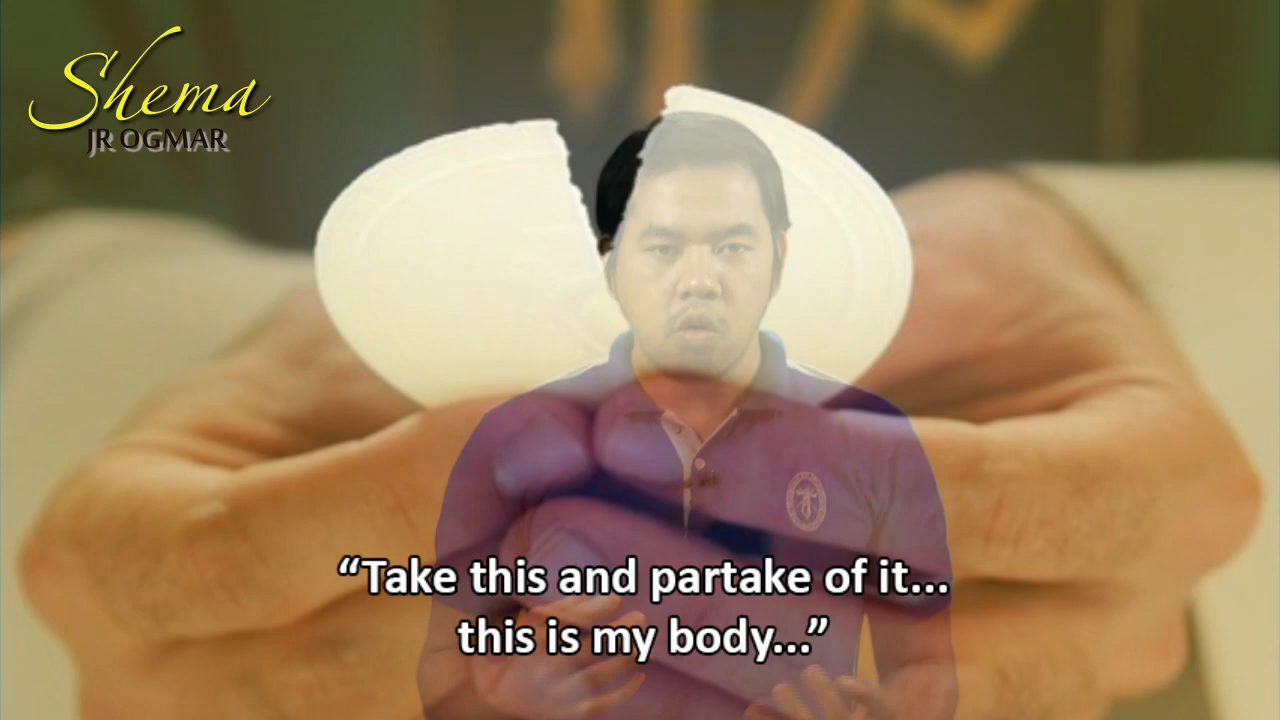 Shema
JR OGMAR
“Take this and partake of it...
this is my body...”